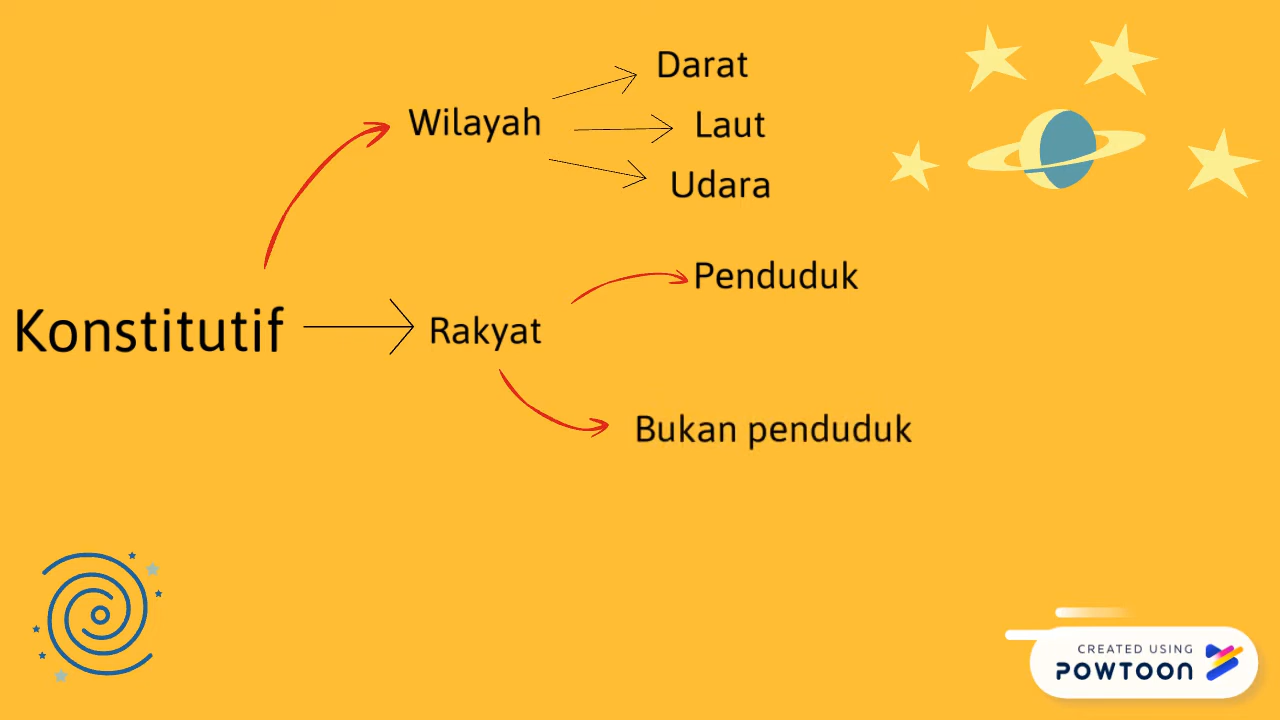 Konstitutif
Wilayah
Darat
Laut
Udara
Rakyat
Penduduk
Bukan penduduk
CREATED USING
POWTOON